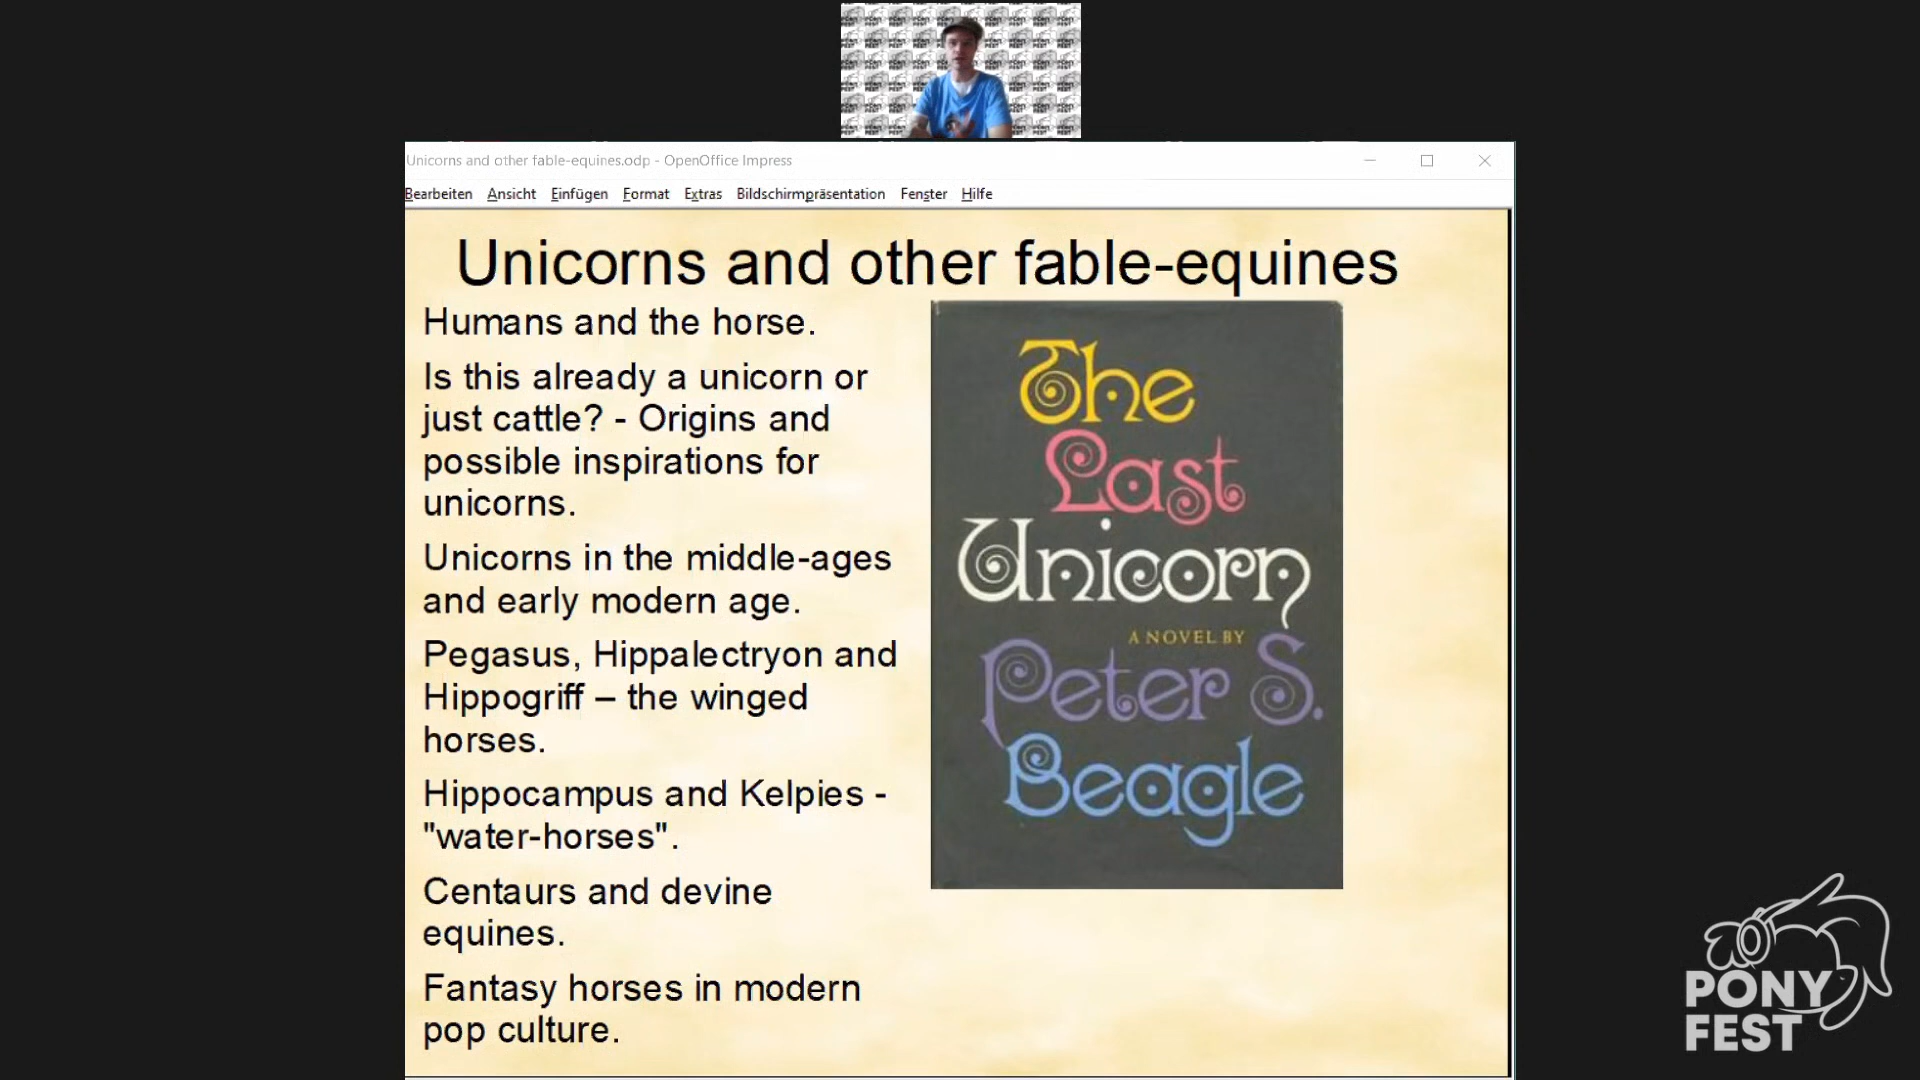 Unicorns and other fable-equines.odp - OpenOffice Impress
Bearbeiten Ansicht Einfügen Format Extras Bildschirmpräsentation Fenster Hilfe
Unicorns and other fable-equines
Humans and the horse.
Is this already a unicorn or
just cattle? - Origins and
possible inspirations for
unicorns.
Unicorns in the middle-ages
and early modern age.
Pegasus, Hippalectryon and
Hippogriff – the winged
horses.
Hippocampus and Kelpies -
"water-horses".
Centaurs and devine
equines.
Fantasy horses in modern
pop culture.
The
Last
Unicorn
A NOVEL BY
Peter S.
Beagle
PONY
FEST